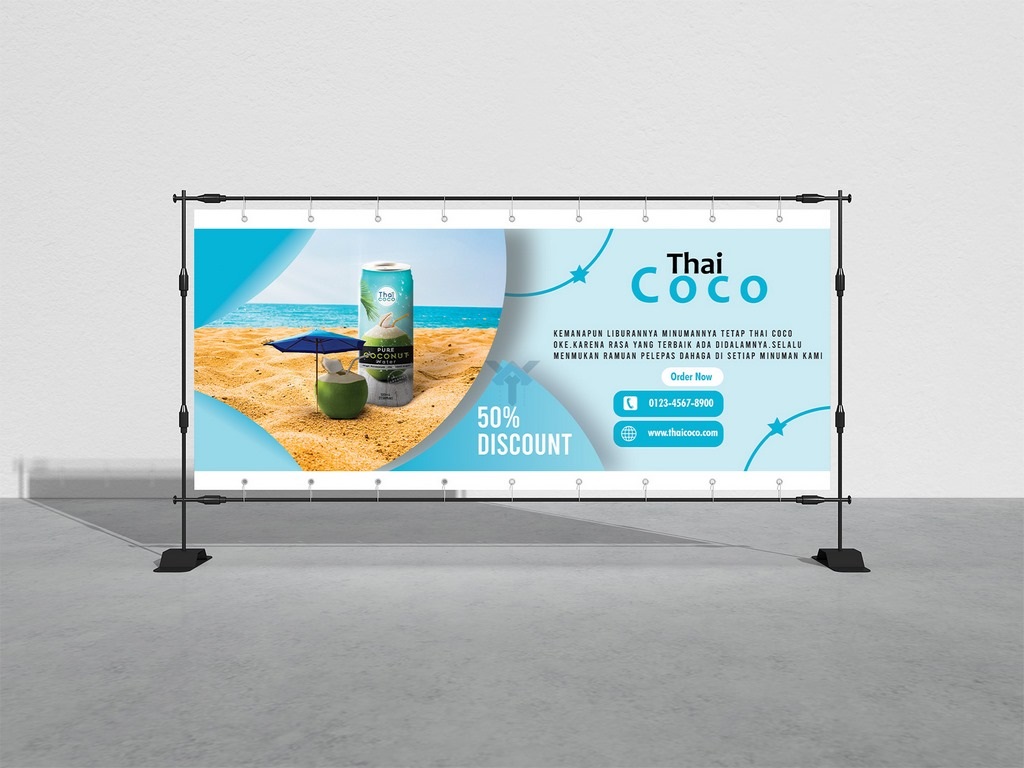 Thai
Coco
Thai
coco
PURE
COCONUT
Water
KEMANAPUN LIBURANNYA MINUMANNYA TETAP THAI COCO
OKE.KARENA RASA YANG TERBAIK ADA DIDALAMNYA.SELALU
MENMUKAN RAMUAN PELEPAS DAHAGA DI SETIAP MINUMAN KAMI
Order Now
0123-4567-8900
www.thaicoco.com
50%
DISCOUNT